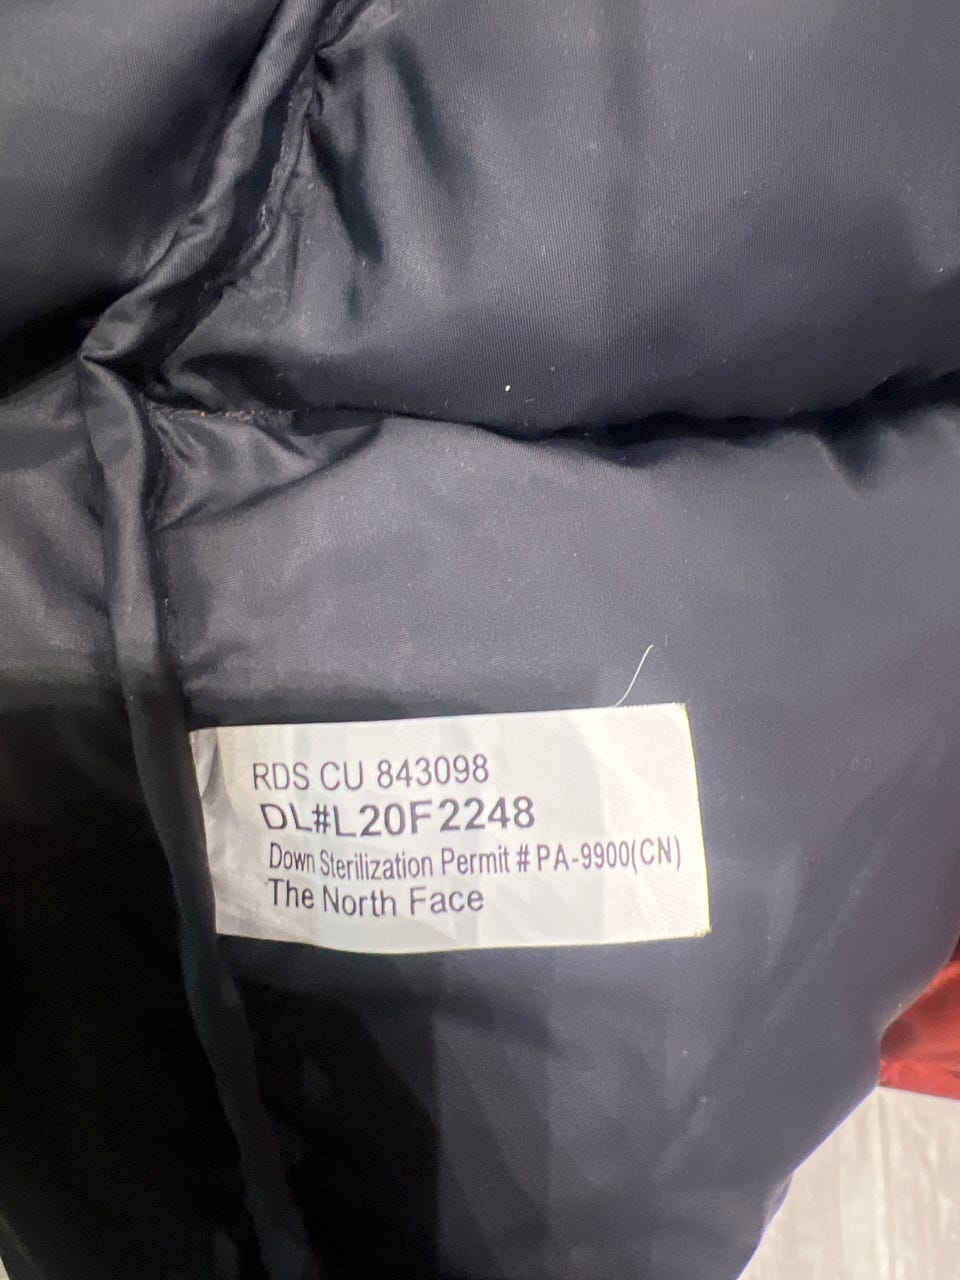 RDS CU 843098
DL#L20F2248
Down Sterilization Permit # PA-9900(CN)
The North Face